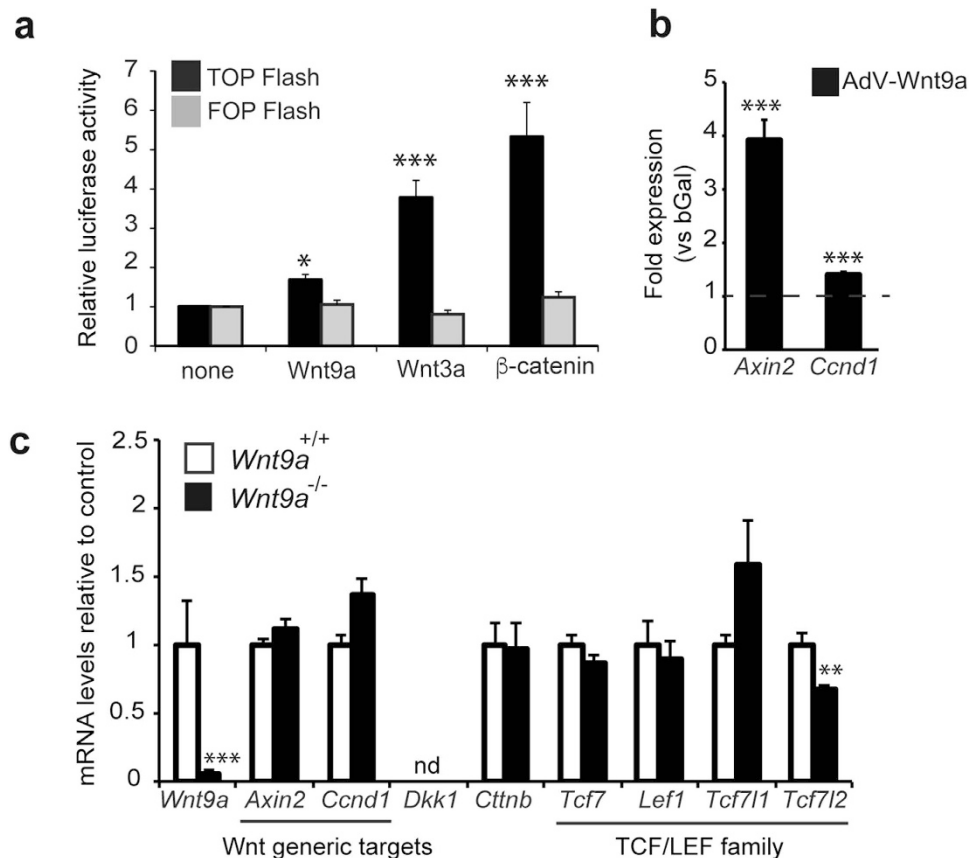 a
Relative luciferase activity
7
6
5
4
3
2
1
0
TOP Flash
FOP Flash
*
***
***
none Wnt9a Wnt3a β-catenin
b
Fold expression
(vs bGal)
5
4
3
2
1
0
AdV-Wnt9a
***
***
Axin2 Ccnd1
c
mRNA levels relative to control
2.5
2
1.5
1
0.5
0
Wnt9a+/+
Wnt9a-/-
***
nd
**
Wnt9a Axin2 Ccnd1 Dkk1 Cttnb Tcf7 Lef1 Tcf7l1 Tcf7l2
Wnt generic targets TCF/LEF family